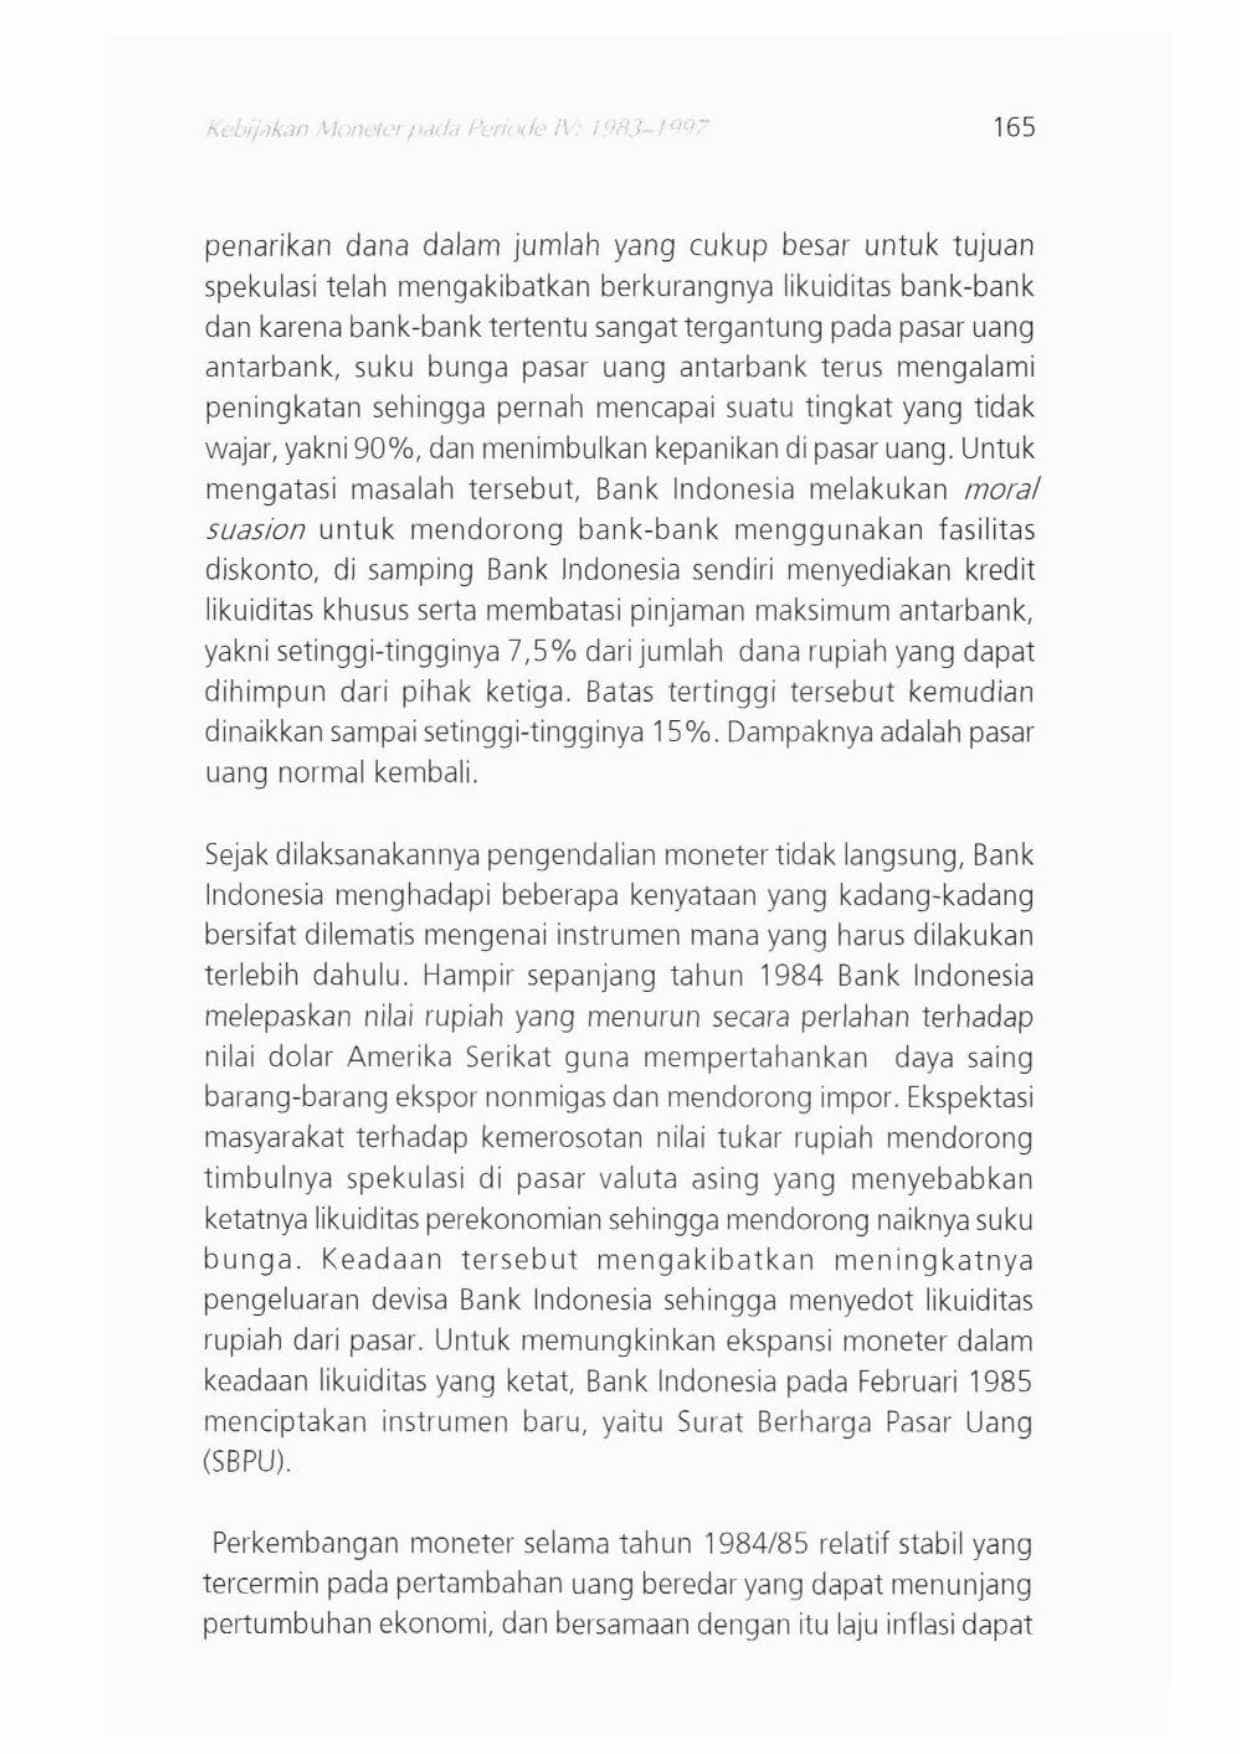 Kebijakan Moneter pada Periode IV: 1983–1997 165
penarikan dana dalam jumlah yang cukup besar untuk tujuan
spekulasi telah mengakibatkan berkurangnya likuiditas bank-bank
dan karena bank-bank tertentu sangat tergantung pada pasar uang
antarbank, suku bunga pasar uang antarbank terus mengalami
peningkatan sehingga pernah mencapai suatu tingkat yang tidak
wajar, yakni 90%, dan menimbulkan kepanikan di pasar uang. Untuk
mengatasi masalah tersebut, Bank Indonesia melakukan moral
suasion untuk mendorong bank-bank menggunakan fasilitas
diskonto, di samping Bank Indonesia sendiri menyediakan kredit
likuiditas khusus serta membatasi pinjaman maksimum antarbank,
yakni setinggi-tingginya 7,5% dari jumlah dana rupiah yang dapat
dihimpun dari pihak ketiga. Batas tertinggi tersebut kemudian
dinaikkan sampai setinggi-tingginya 15%. Dampaknya adalah pasar
uang normal kembali.
Sejak dilaksanakannya pengendalian moneter tidak langsung, Bank
Indonesia menghadapi beberapa kenyataan yang kadang-kadang
bersifat dilematis mengenai instrumen mana yang harus dilakukan
terlebih dahulu. Hampir sepanjang tahun 1984 Bank Indonesia
melepaskan nilai rupiah yang menurun secara perlahan terhadap
nilai dolar Amerika Serikat guna mempertahankan daya saing
barang-barang ekspor nonmigas dan mendorong impor. Ekspektasi
masyarakat terhadap kemerosotan nilai tukar rupiah mendorong
timbulnya spekulasi di pasar valuta asing yang menyebabkan
ketatnya likuiditas perekonomian sehingga mendorong naiknya suku
bunga. Keadaan tersebut mengakibatkan meningkatnya
pengeluaran devisa Bank Indonesia sehingga menyedot likuiditas
rupiah dari pasar. Untuk memungkinkan ekspansi moneter dalam
keadaan likuiditas yang ketat, Bank Indonesia pada Februari 1985
menciptakan instrumen baru, yaitu Surat Berharga Pasar Uang
(SBPU).
Perkembangan moneter selama tahun 1984/85 relatif stabil yang
tercermin pada pertambahan uang beredar yang dapat menunjang
pertumbuhan ekonomi, dan bersamaan dengan itu laju inflasi dapat